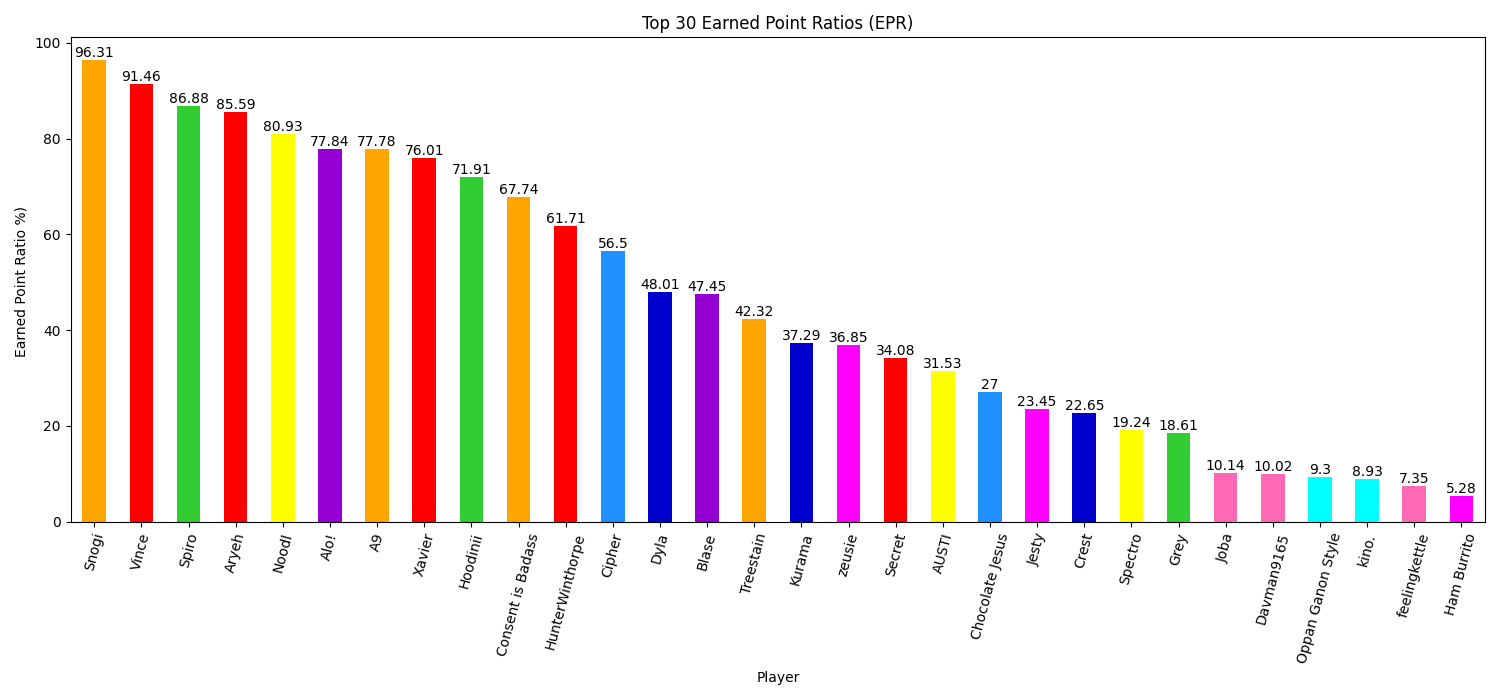 Top 30 Earned Point Ratios (EPR)
Earned Point Ratio %)
100
80
60
40
20
0
96.31
91.46
86.88
85.59
80.93
77.84
77.78
76.01
71.91
67.74
61.71
56.5
48.01
47.45
42.32
37.29
36.85
34.08
31.53
27
23.45
22.65
19.24
18.61
10.14
10.02
9.3
8.93
7.35
5.28
Snogi
Vince
Spiro
Aryeh
Noodl
Alo!
A9
Xavier
Hoodinii
Consent is Badass
HunterWinthorpe
Cipher
Dyla
Blase
Treestain
Kurama
zeusie
Secret
AUSTI
Chocolate Jesus
Jesty
Crest
Spectro
Grey
Joba
Davman9165
Oppan Ganon Style
kino.
feelingkettle
Ham Burrito
Player